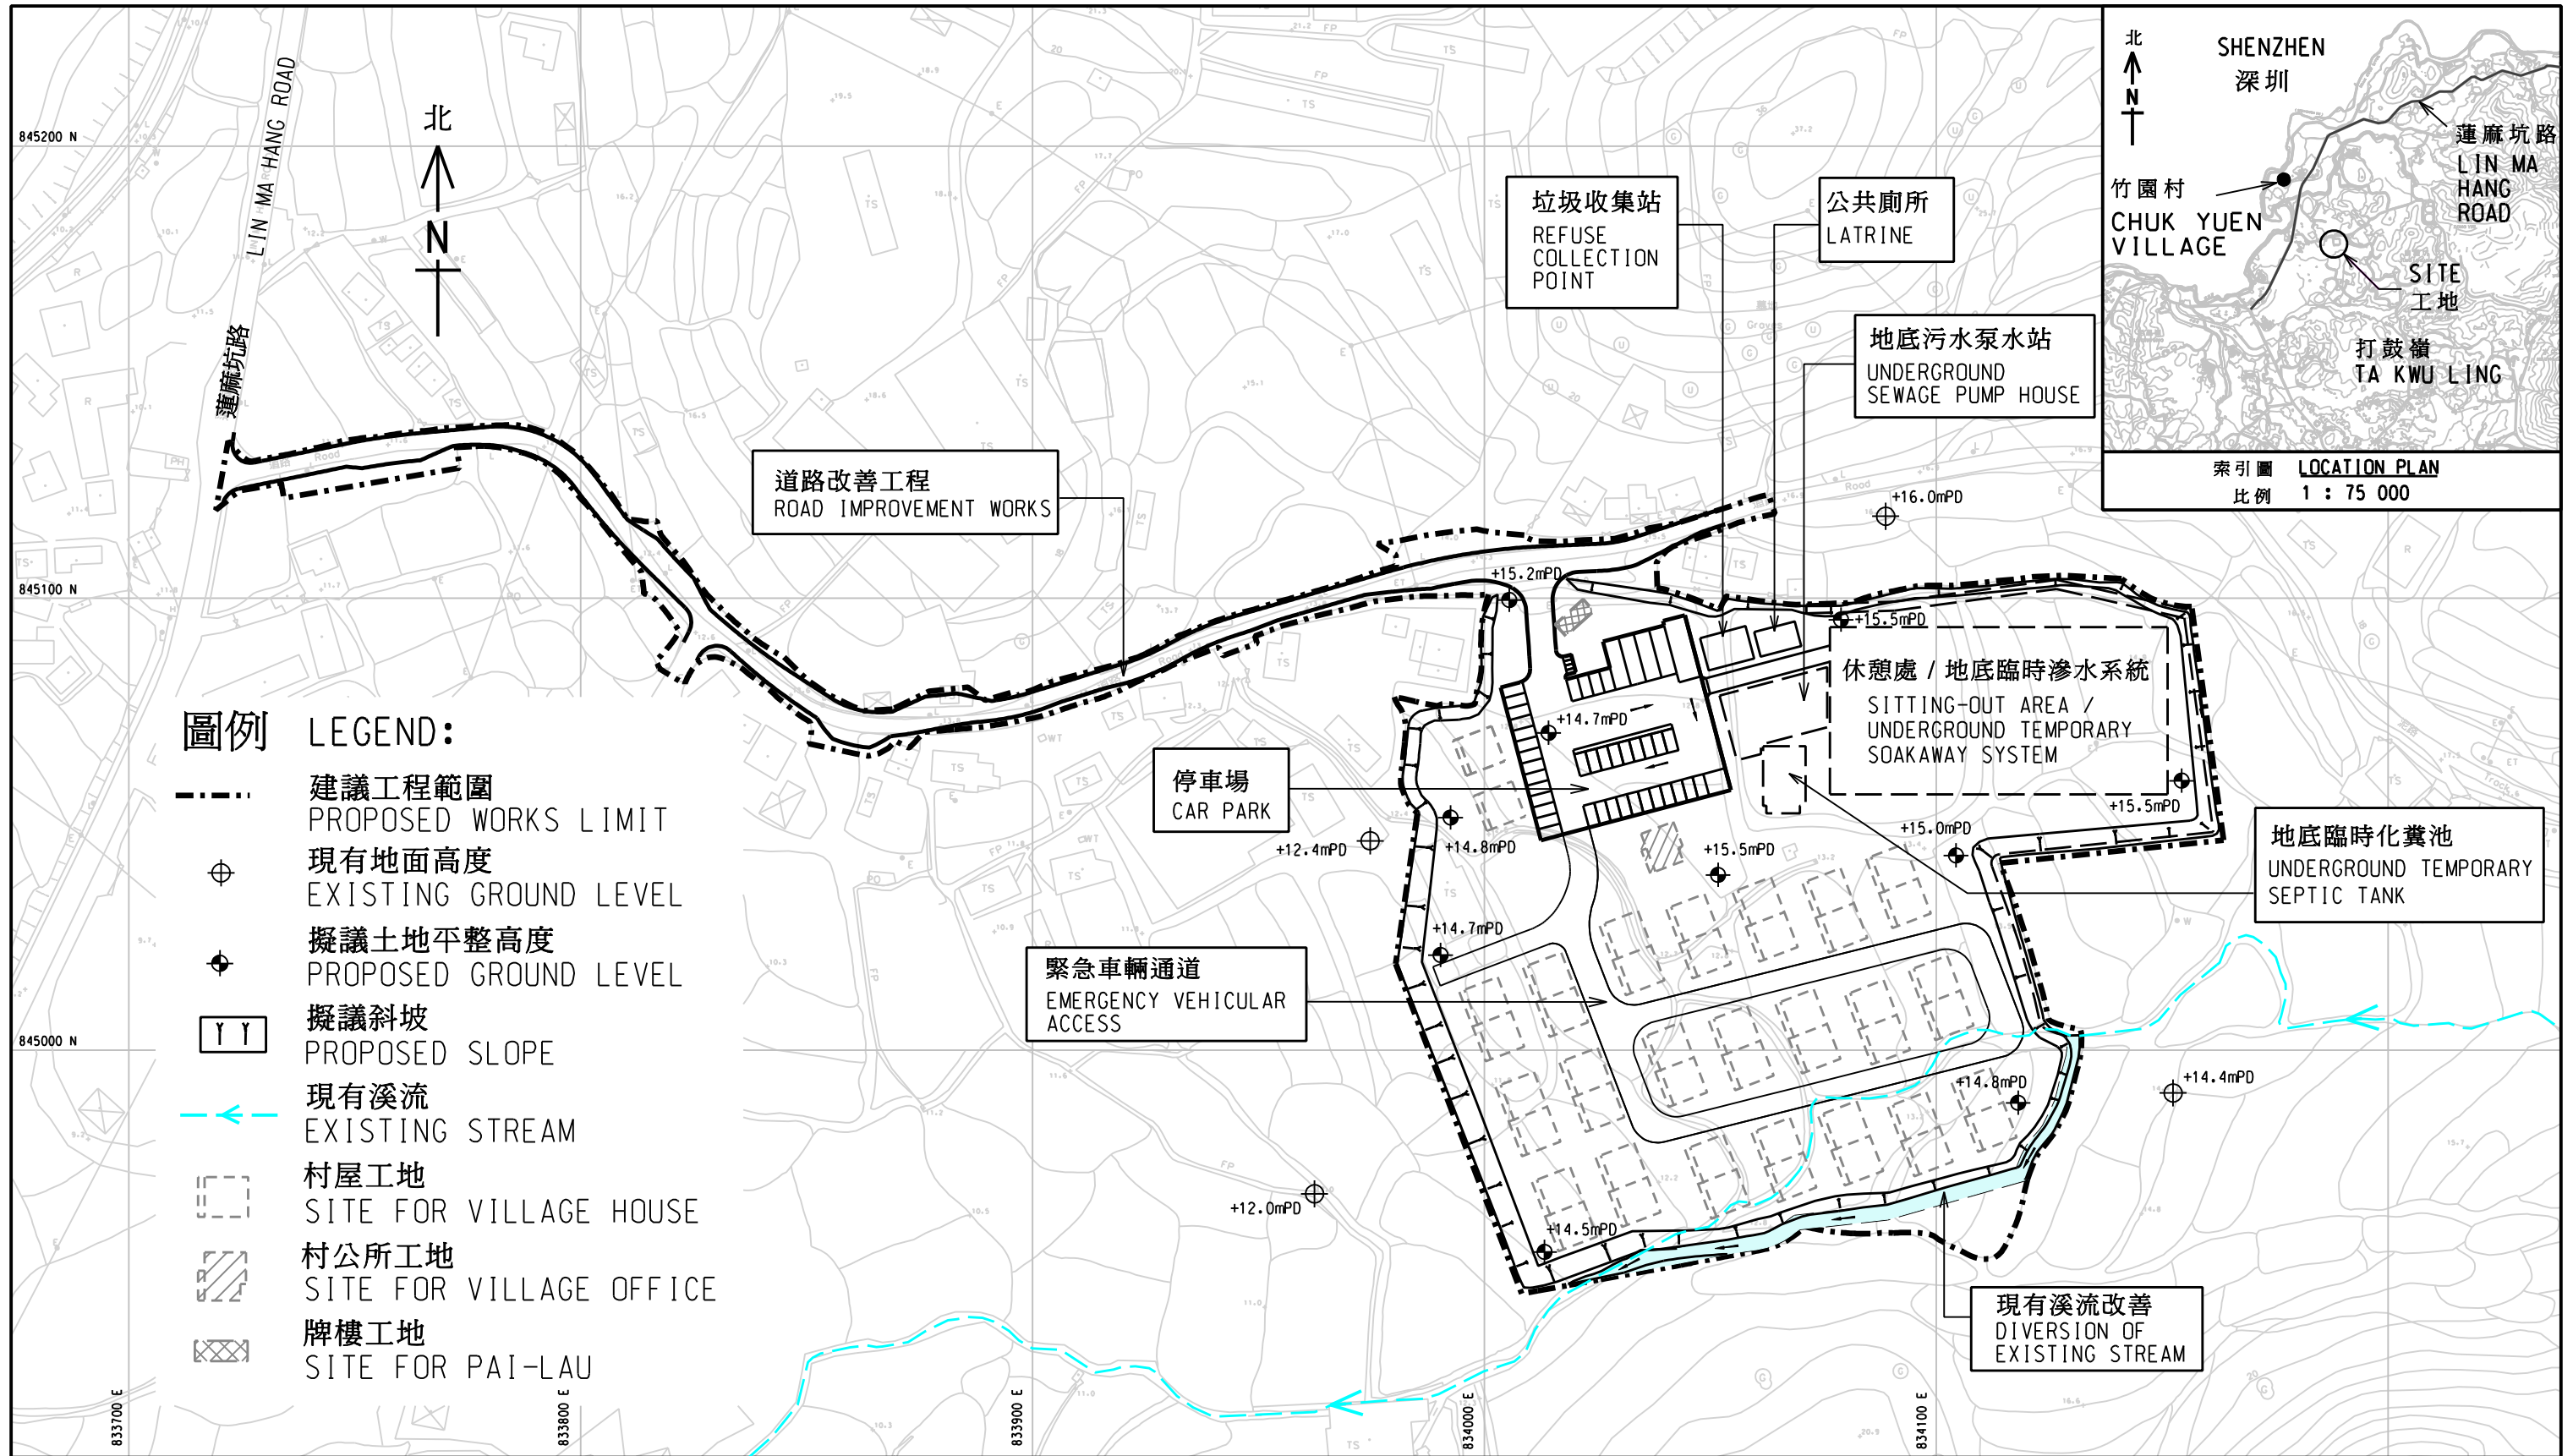 845200 N
845100 N
845000 N
833700 E
833800 E
833900 E
834000 E
834100 E
LIN MA HANG ROAD
蓮麻坑路
北
N
道路改善工程
ROAD IMPROVEMENT WORKS
垃圾收集站
REFUSE
COLLECTION
POINT
公共廁所
LATRINE
地底污水泵水站
UNDERGROUND
SEWAGE PUMP HOUSE
北
N
SHENZHEN
深圳
蓮麻坑路
LIN MA
HANG
ROAD
竹園村
CHUK YUEN
VILLAGE
SITE
工地
打鼓嶺
TA KWU LING
索引圖 LOCATION PLAN
比例 1 : 75 000
+16.0mPD
+15.2mPD
+15.5mPD
休憩處 / 地底臨時滲水系統
SITTING-OUT AREA /
UNDERGROUND TEMPORARY
SOAKAWAY SYSTEM
+14.7mPD
+15.5mPD
停車場
CAR PARK
+12.4mPD
+14.8mPD
+15.5mPD
+15.0mPD
地底臨時化糞池
UNDERGROUND TEMPORARY
SEPTIC TANK
+14.7mPD
緊急車輛通道
EMERGENCY VEHICULAR
ACCESS
+14.8mPD
+14.4mPD
+12.0mPD
+14.5mPD
現有溪流改善
DIVERSION OF
EXISTING STREAM
圖例 LEGEND:
建議工程範圍
PROPOSED WORKS LIMIT
現有地面高度
EXISTING GROUND LEVEL
擬議土地平整高度
PROPOSED GROUND LEVEL
擬議斜坡
PROPOSED SLOPE
現有溪流
EXISTING STREAM
村屋工地
SITE FOR VILLAGE HOUSE
村公所工地
SITE FOR VILLAGE OFFICE
牌樓工地
SITE FOR PAI-LAU